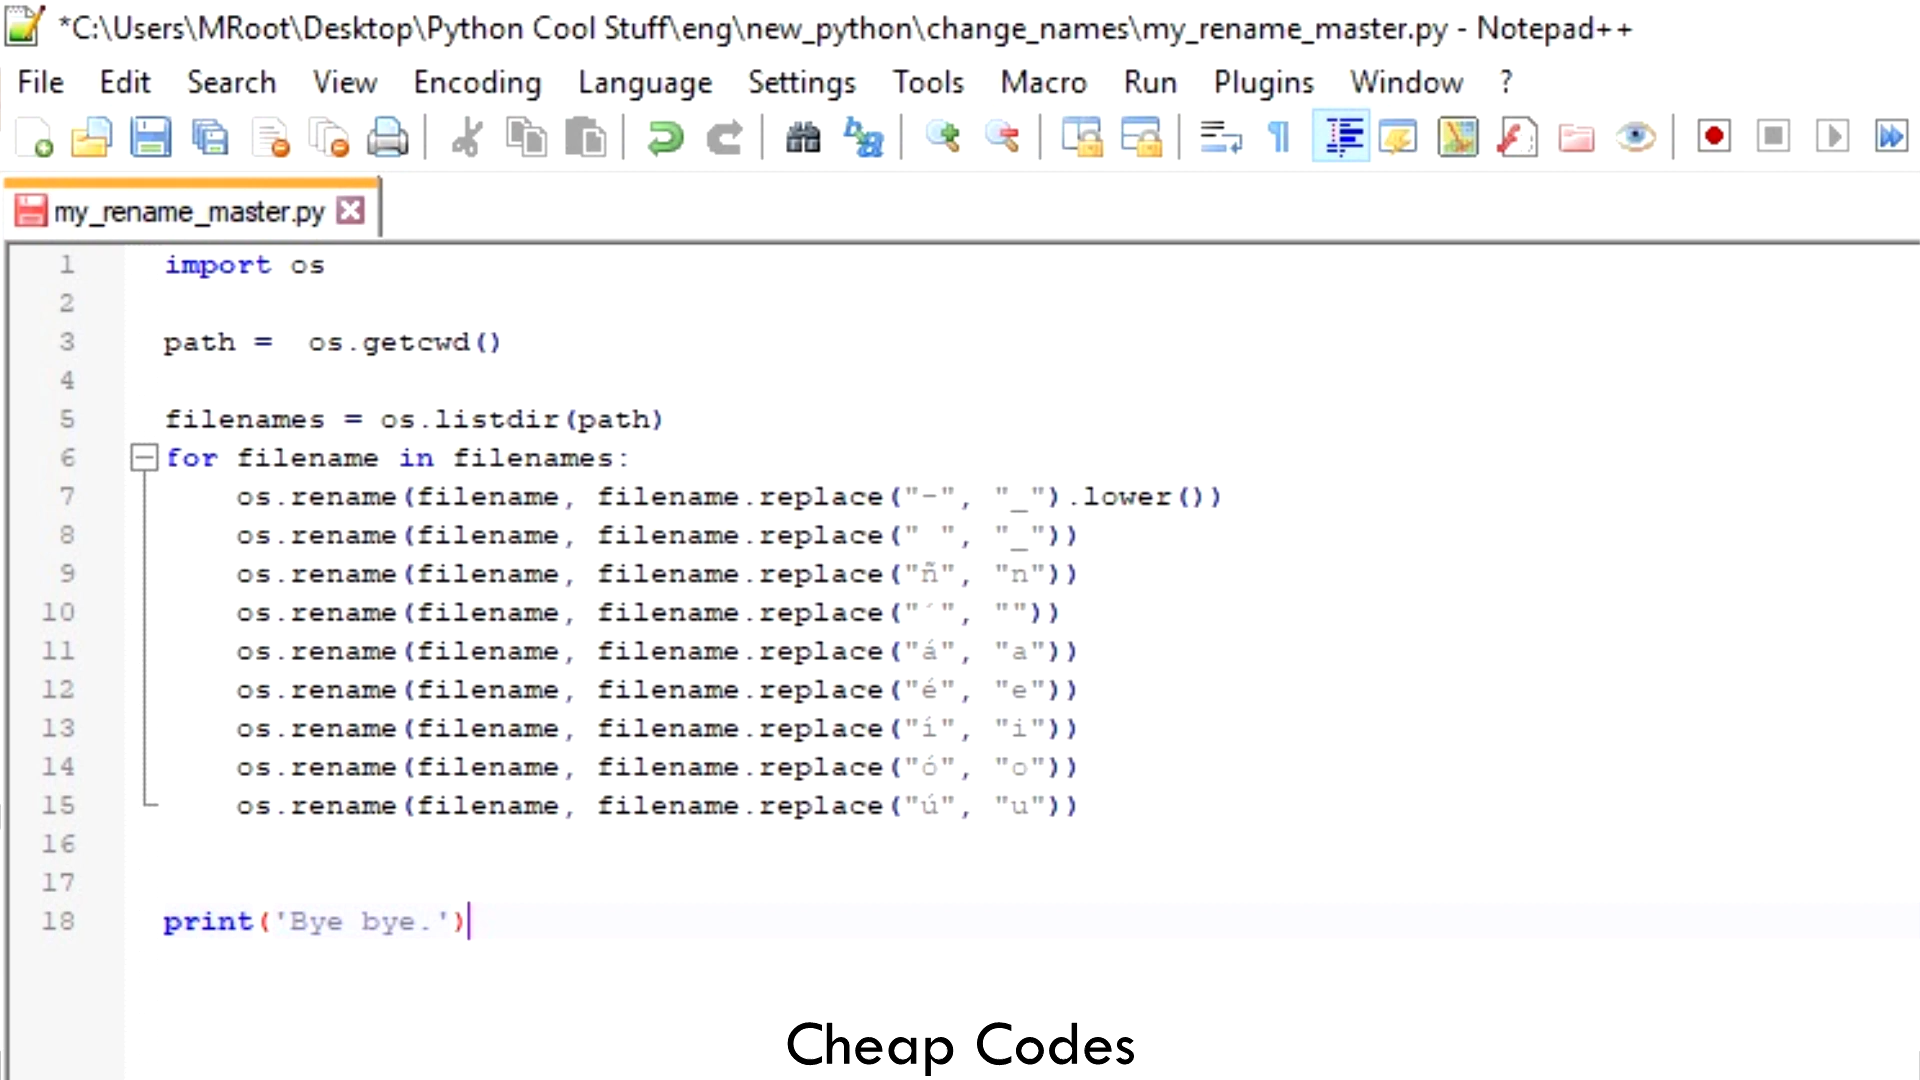 *C:\Users\MRoot\Desktop\Python Cool Stuff\eng\new_python\change_names\my_rename_master.py - Notepad++
File Edit Search View Encoding Language Settings Tools Macro Run Plugins Window ?
my_rename_master.py
1 import os
2
3 path =  os.getcwd()
4
5 filenames = os.listdir(path)
6 for filename in filenames:
7     os.rename(filename, filename.replace("-", "_").lower())
8     os.rename(filename, filename.replace(" ", "_"))
9     os.rename(filename, filename.replace("ñ", "n"))
10     os.rename(filename, filename.replace("´", ""))
11     os.rename(filename, filename.replace("á", "a"))
12     os.rename(filename, filename.replace("é", "e"))
13     os.rename(filename, filename.replace("í", "i"))
14     os.rename(filename, filename.replace("ó", "o"))
15     os.rename(filename, filename.replace("ú", "u"))
16
17
18 print('Bye bye.')
Cheap Codes